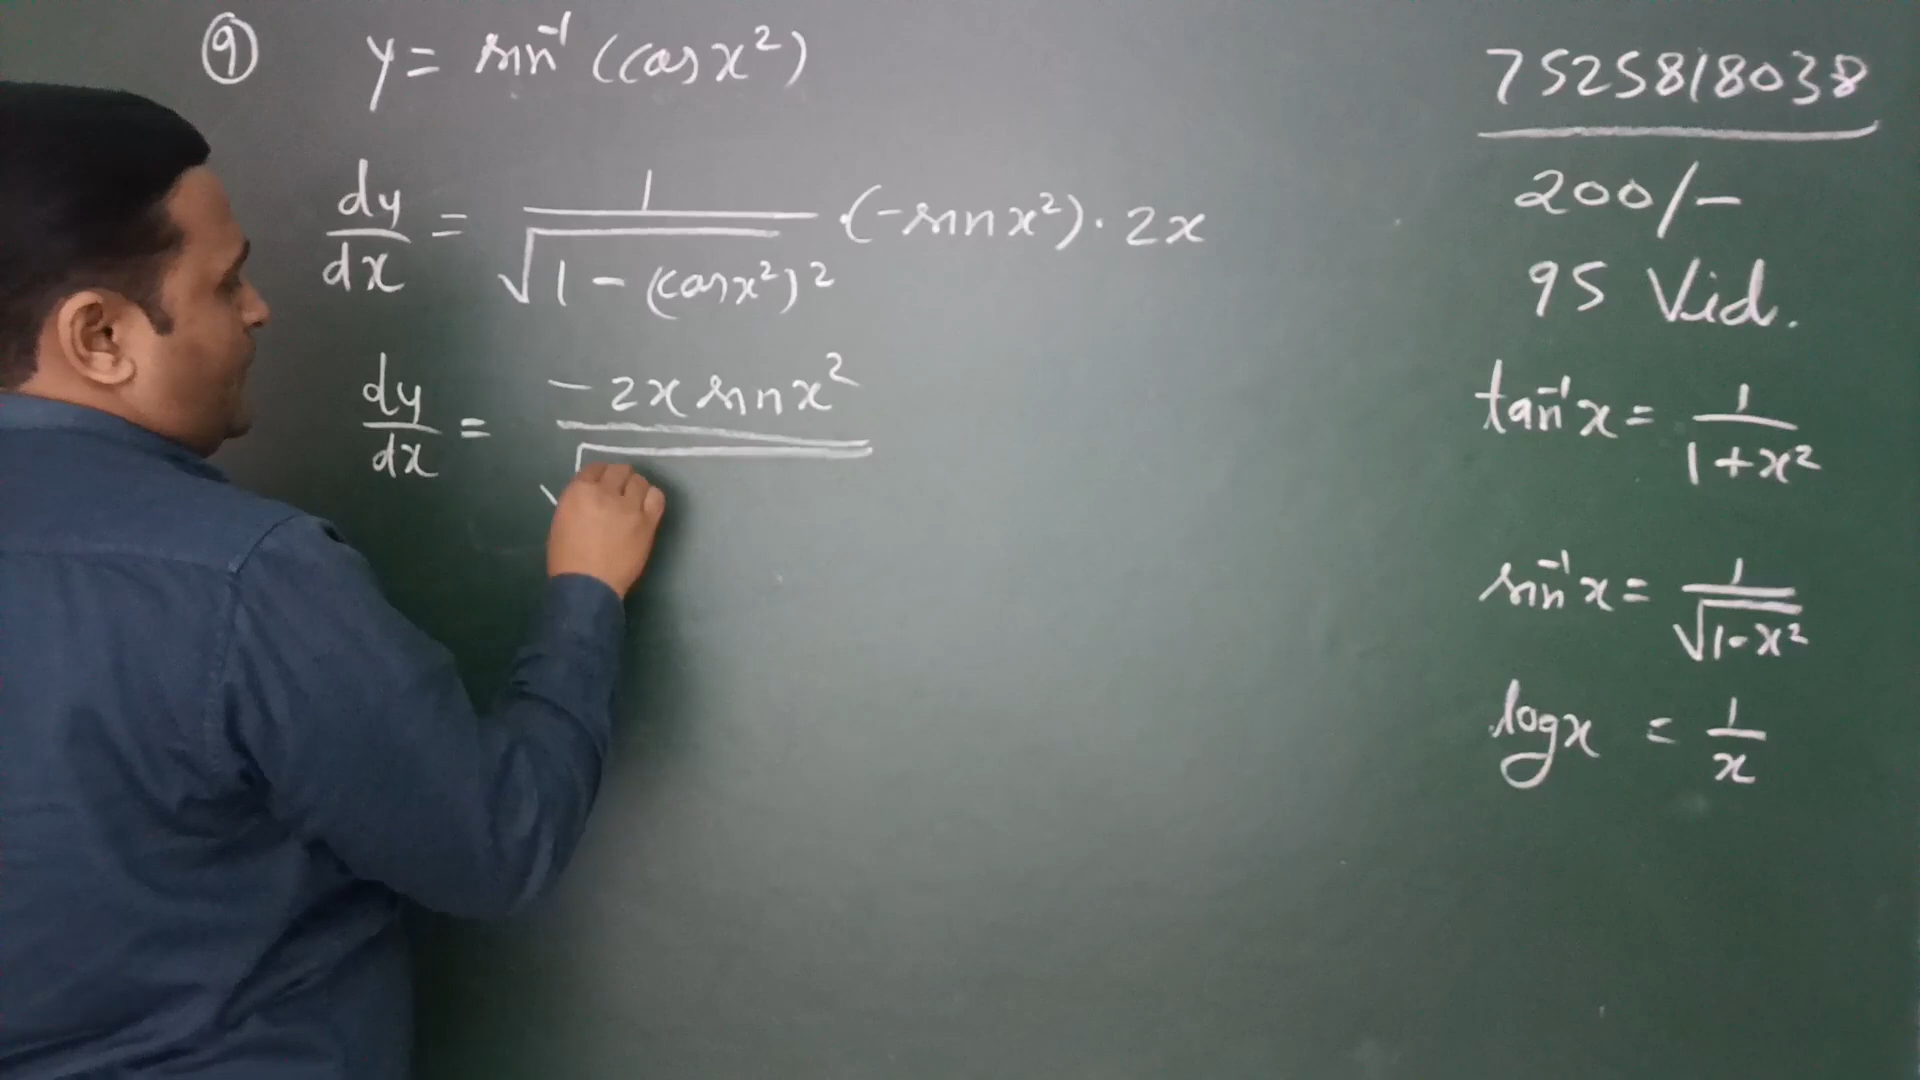 ⑨ y = sin⁻¹ (cos x²)
dy/dx = 1/√(1 - (cos x²)²) · (-sin x²) · 2x
dy/dx = -2x sin x²/√
7525818038
200/-
95 Vid.
tan⁻¹x = 1/(1+x²)
sin⁻¹x = 1/√(1-x²)
log x = 1/x